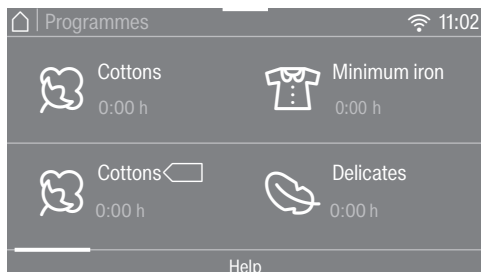 Programmes 11:02
Cottons
0:00 h
Minimum iron
0:00 h
Cottons
0:00 h
Delicates
0:00 h
Help